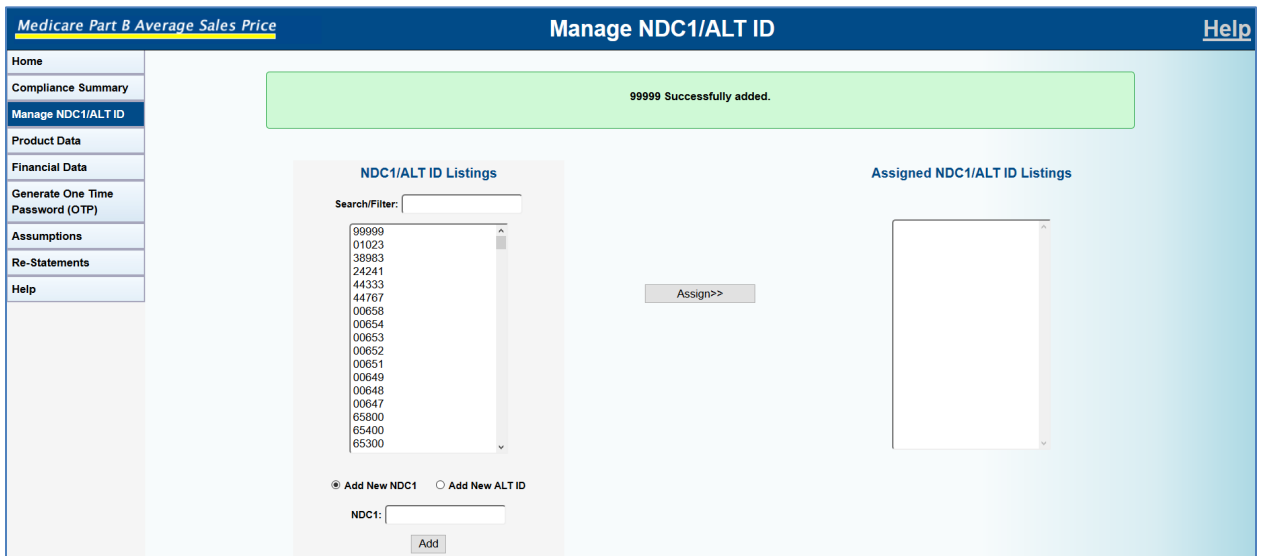 Medicare Part B Average Sales Price
Manage NDC1/ALT ID
Help
Home
Compliance Summary
Manage NDC1/ALT ID
Product Data
Financial Data
Generate One Time
Password (OTP)
Assumptions
Re-Statements
Help
99999 Successfully added.
NDC1/ALT ID Listings
Search/Filter:
99999
01023
38983
24241
44333
44767
00658
00654
00653
00652
00651
00649
00648
00647
65800
65400
65300
Add New NDC1
Add New ALT ID
NDC1:
Add
Assign>>
Assigned NDC1/ALT ID Listings